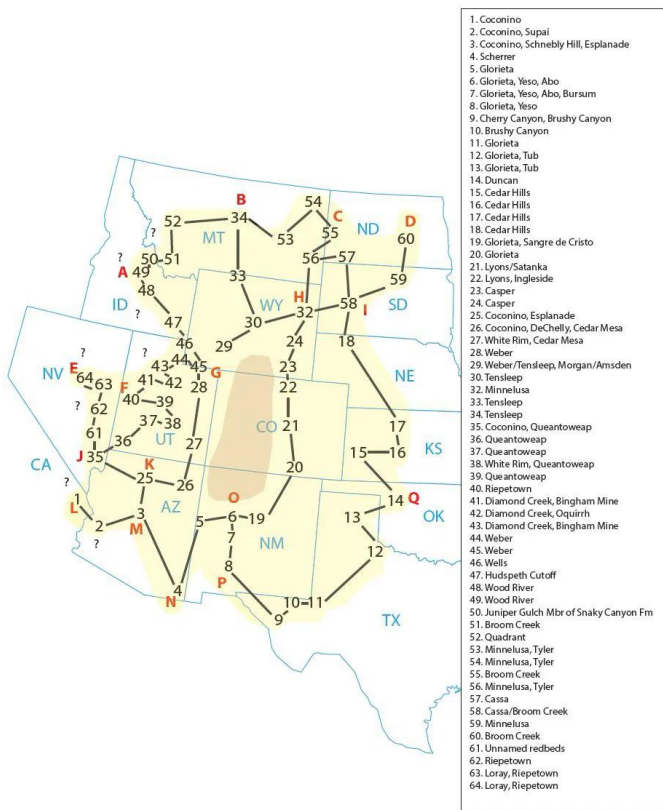 1. Coconino
2. Coconino, Supai
3. Coconino, Schnebly Hill, Esplanade
4. Scherrer
5. Glorieta
6. Glorieta, Yeso, Abo
7. Glorieta, Yeso, Abo, Bursum
8. Glorieta, Yeso
9. Cherry Canyon, Brushy Canyon
10. Brushy Canyon
11. Glorieta
12. Glorieta, Tub
13. Glorieta, Tub
14. Duncan
15. Cedar Hills
16. Cedar Hills
17. Cedar Hills
18. Cedar Hills
19. Glorieta, Sangre de Cristo
20. Glorieta
21. Lyons/Satanka
22. Lyons, Ingleside
23. Casper
24. Casper
25. Coconino, Esplanade
26. Coconino, DeChelly, Cedar Mesa
27. White Rim, Cedar Mesa
28. Weber
29. Weber/Tensleep, Morgan/Amsden
30. Tensleep
32. Minnelusa
33. Tensleep
34. Tensleep
35. Coconino, Queantoweap
36. Queantoweap
37. Queantoweap
38. White Rim, Queantoweap
39. Queantoweap
40. Riepetown
41. Diamond Creek, Bingham Mine
42. Diamond Creek, Oquirrh
43. Diamond Creek, Bingham Mine
44. Weber
45. Weber
46. Wells
47. Hudspeth Cutoff
48. Wood River
49. Wood River
50. Juniper Gulch Mbr of Snaky Canyon Fm
51. Broom Creek
52. Quadrant
53. Minnelusa, Tyler
54. Minnelusa, Tyler
55. Broom Creek
56. Minnelusa, Tyler
57. Cassa
58. Cassa/Broom Creek
59. Minnelusa
60. Broom Creek
61. Unnamed redbeds
62. Riepetown
63. Loray, Riepetown
64. Loray, Riepetown
B
54
C
D
52
34
MT
53
55
ND
60
?
50
51
56
57
?
A
49
33
59
48
H
SD
ID
WY
32
58
I
?
47
30
46
29
24
18
?
?
43
44
45
E
64
63
41
42
G
23
NV
F
28
22
NE
40
39
62
?
37
38
CO
21
17
61
36
UT
27
KS
J
35
15
16
CA
K
20
25
26
?
O
14
Q
1
L
AZ
3
5
6
19
13
OK
2
M
7
NM
12
?
8
P
4
N
10
11
9
TX